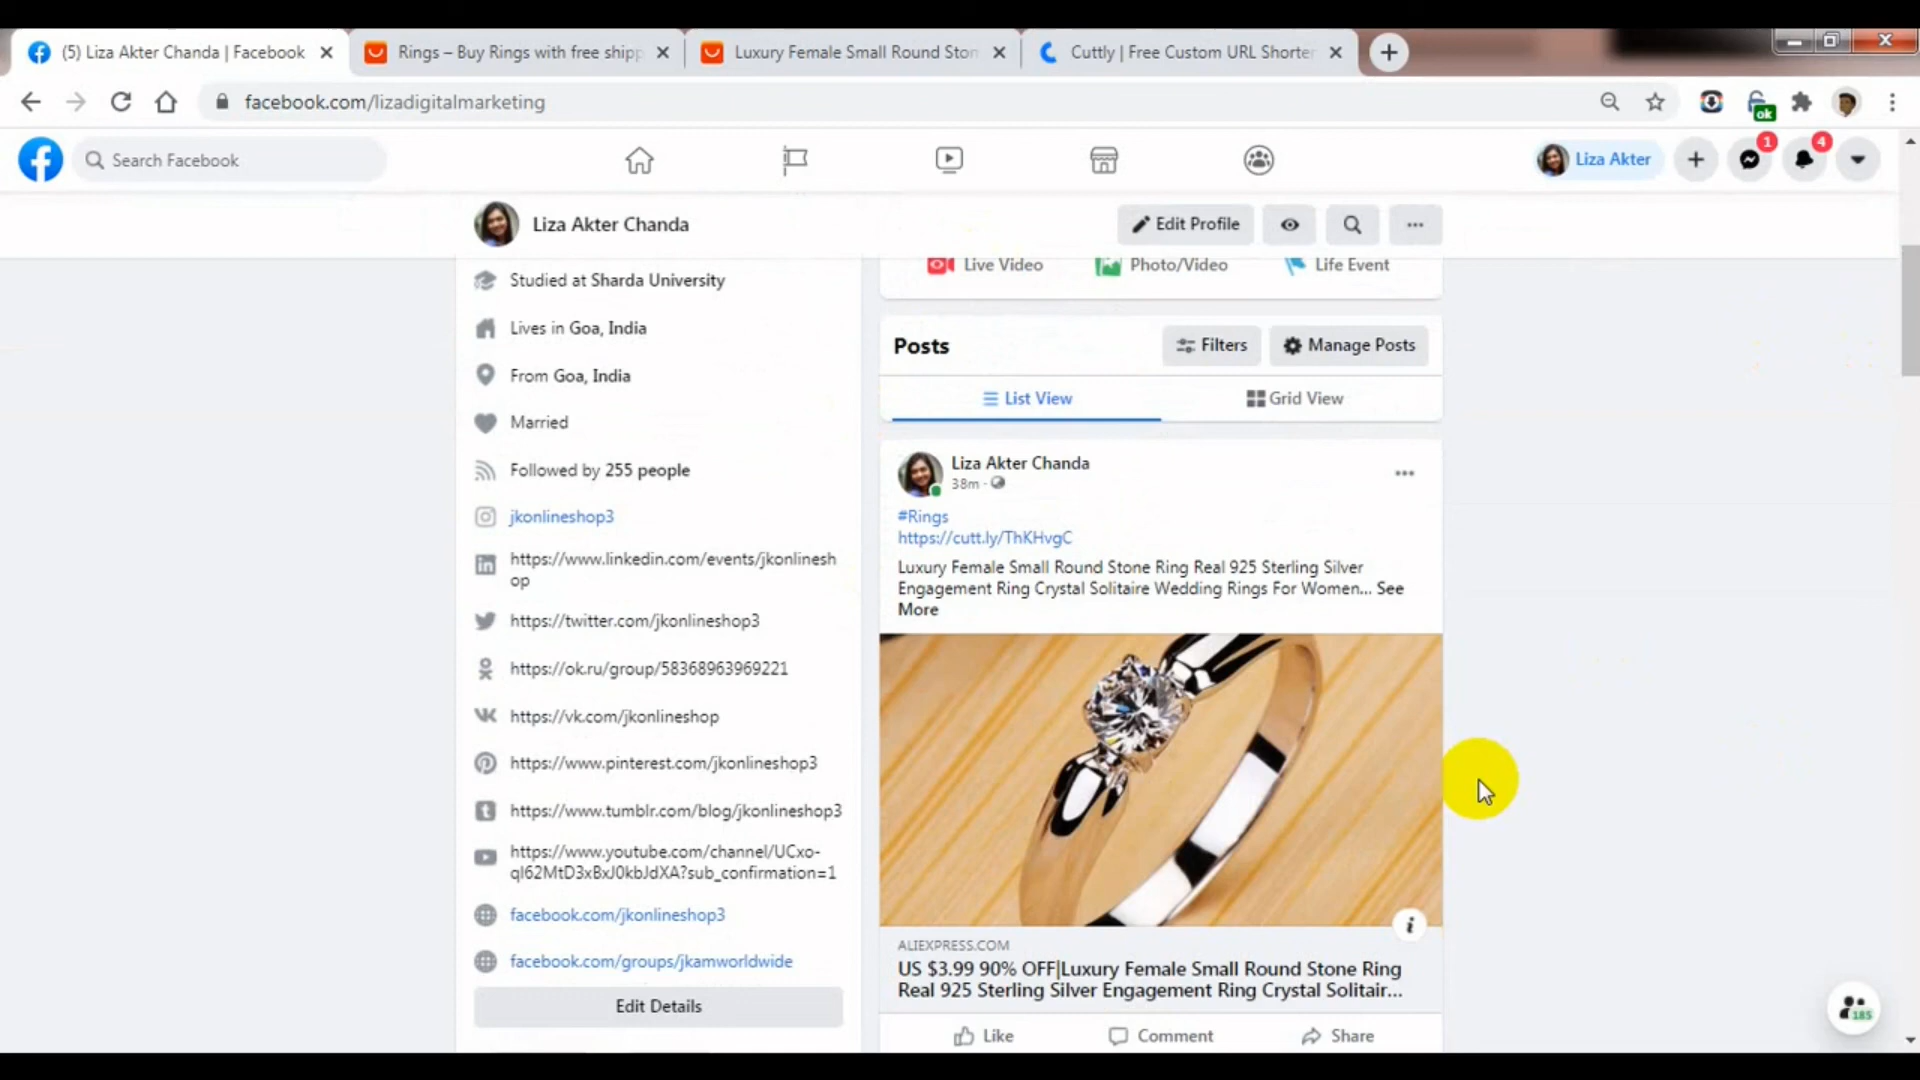 (5) Liza Akter Chanda | Facebook
Rings – Buy Rings with free shipp
Luxury Female Small Round Ston
Cuttly | Free Custom URL Shorter
facebook.com/lizadigitalmarketing
ok
Search Facebook
Liza Akter
1
4
Liza Akter Chanda
Edit Profile
Studied at Sharda University
Lives in Goa, India
From Goa, India
Married
Followed by 255 people
jkonlineshop3
https://www.linkedin.com/events/jkonlinesh
op
https://twitter.com/jkonlineshop3
https://ok.ru/group/58368963969221
https://vk.com/jkonlineshop
https://www.pinterest.com/jkonlineshop3
https://www.tumblr.com/blog/jkonlineshop3
https://www.youtube.com/channel/UCxo-
qI62MtD3xBxJ0kbJdXA?sub_confirmation=1
facebook.com/jkonlineshop3
facebook.com/groups/jkamworldwide
Edit Details
Live Video
Photo/Video
Life Event
Posts
Filters
Manage Posts
List View
Grid View
Liza Akter Chanda
38m
#Rings
https://cutt.ly/ThKHvgC
Luxury Female Small Round Stone Ring Real 925 Sterling Silver
Engagement Ring Crystal Solitaire Wedding Rings For Women... See
More
ALIEXPRESS.COM
US $3.99 90% OFF|Luxury Female Small Round Stone Ring
Real 925 Sterling Silver Engagement Ring Crystal Solitair...
Like
Comment
Share
185